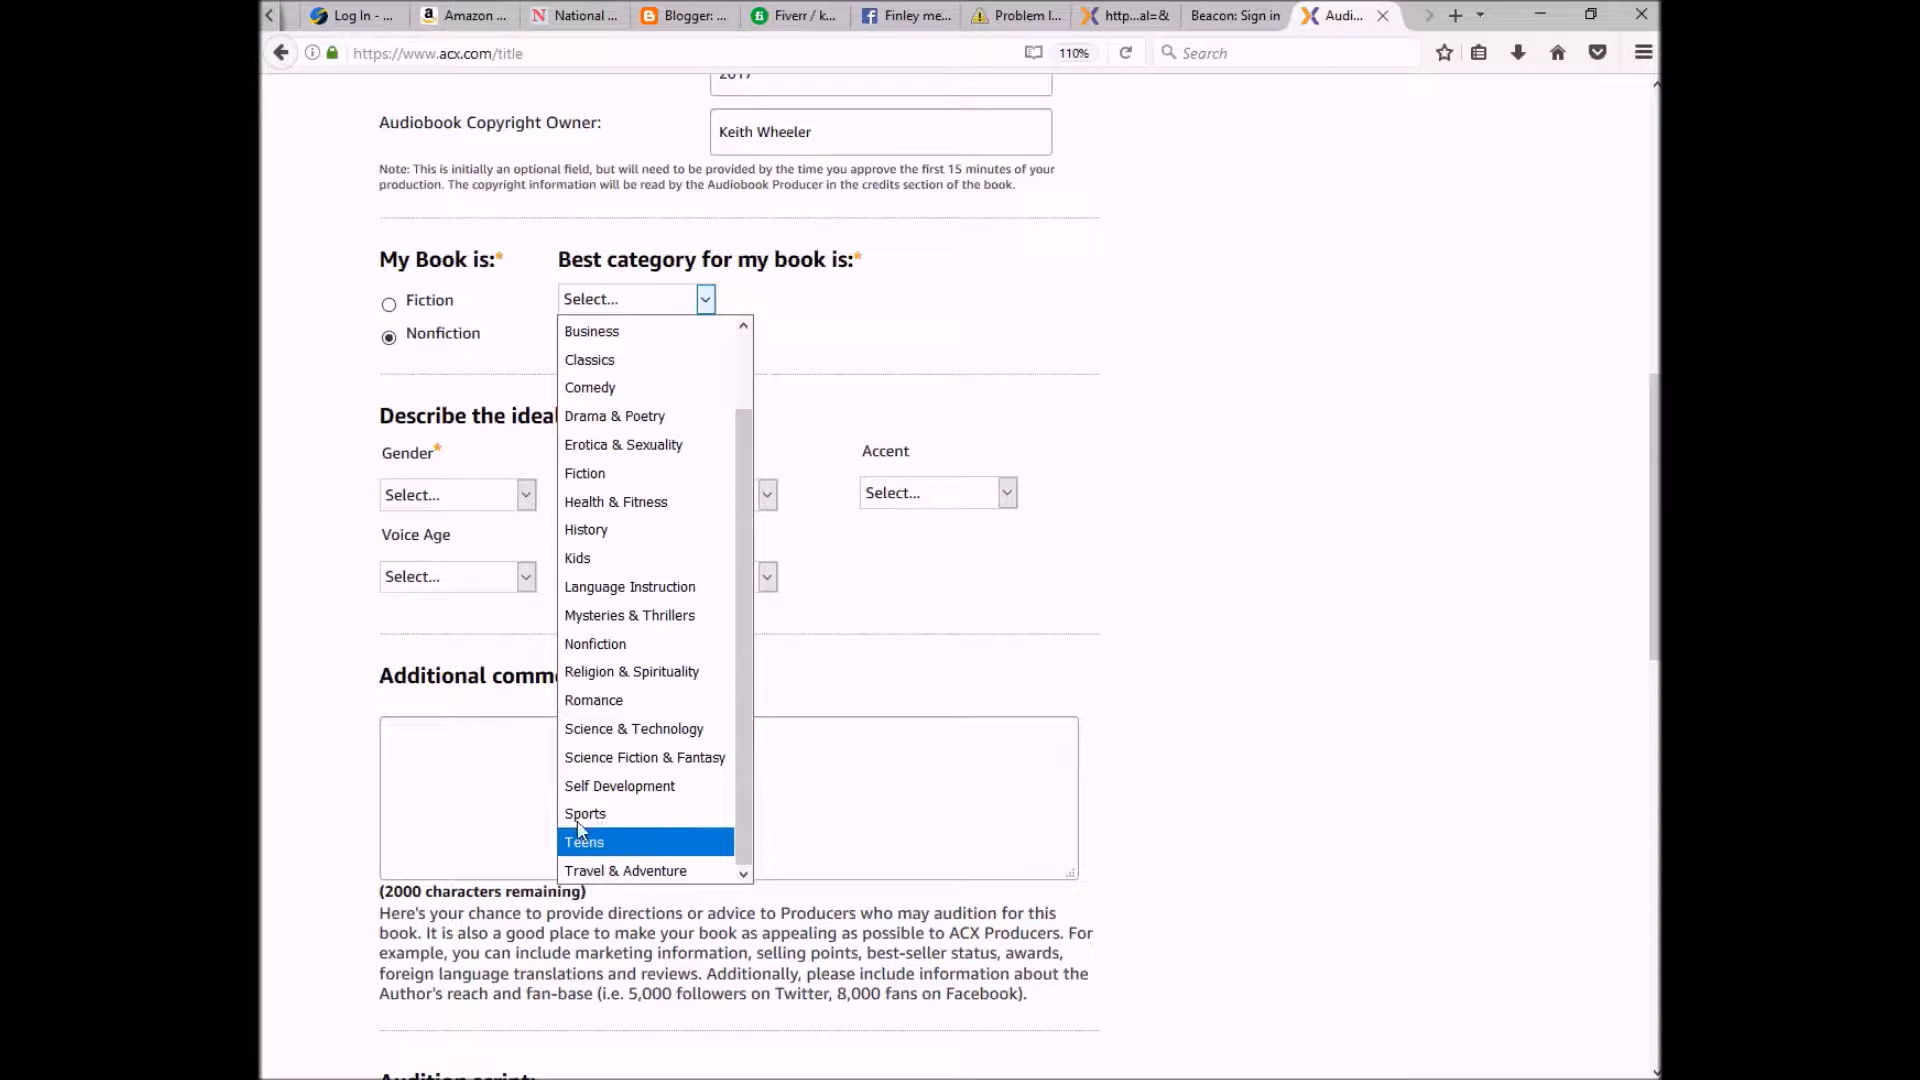 Log In - ...
Amazon ...
National ...
Blogger: ...
Fiverr / k...
Finley me...
Problem l...
http...al=&
Beacon: Sign in
Audi...
https://www.acx.com/title
110%
Search
2017
Audiobook Copyright Owner:
Keith Wheeler
Note: This is initially an optional field, but will need to be provided by the time you approve the first 15 minutes of your
production. The copyright information will be read by the Audiobook Producer in the credits section of the book.
My Book is:*
Best category for my book is:*
Fiction
Nonfiction
Select...
Business
Classics
Comedy
Drama & Poetry
Erotica & Sexuality
Fiction
Health & Fitness
History
Kids
Language Instruction
Mysteries & Thrillers
Nonfiction
Religion & Spirituality
Romance
Science & Technology
Science Fiction & Fantasy
Self Development
Sports
Teens
Travel & Adventure
Describe the ideal
Gender*
Select...
Accent
Select...
Voice Age
Select...
Additional comme
(2000 characters remaining)
Here's your chance to provide directions or advice to Producers who may audition for this
book. It is also a good place to make your book as appealing as possible to ACX Producers. For
example, you can include marketing information, selling points, best-seller status, awards,
foreign language translations and reviews. Additionally, please include information about the
Author's reach and fan-base (i.e. 5,000 followers on Twitter, 8,000 fans on Facebook).
Audition script: